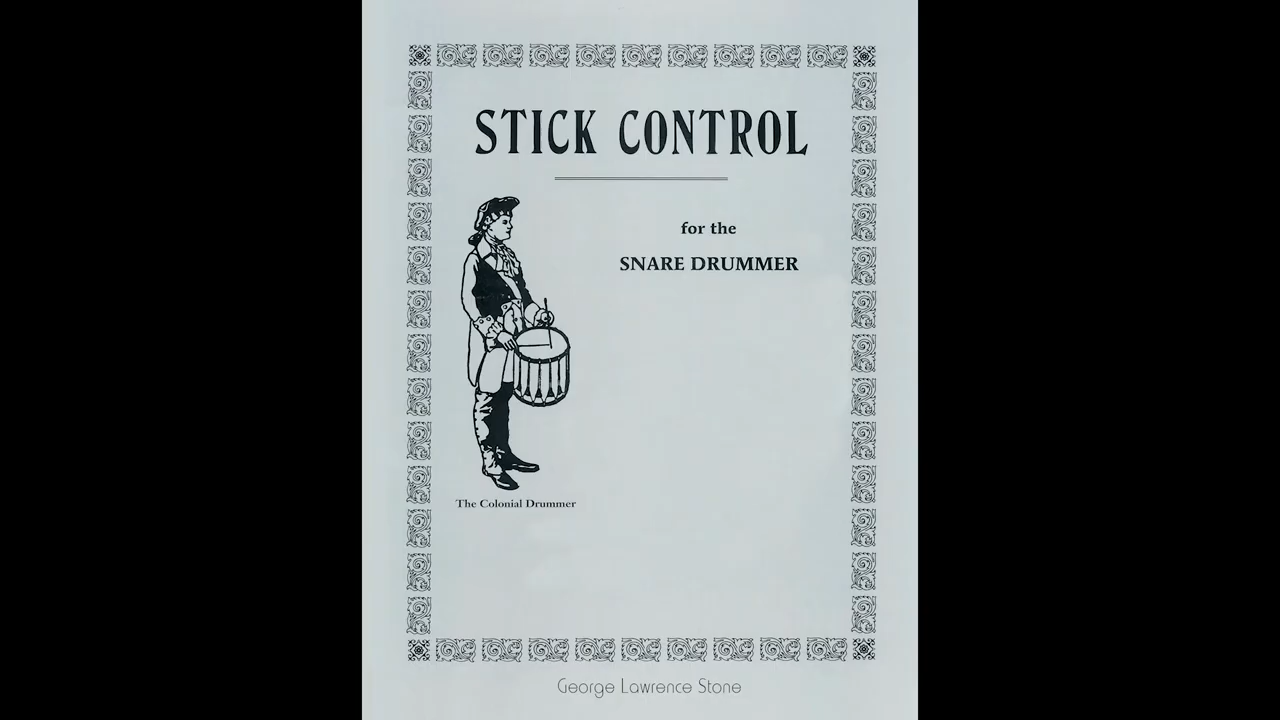 STICK CONTROL
for the
SNARE DRUMMER
The Colonial Drummer
George Lawrence Stone